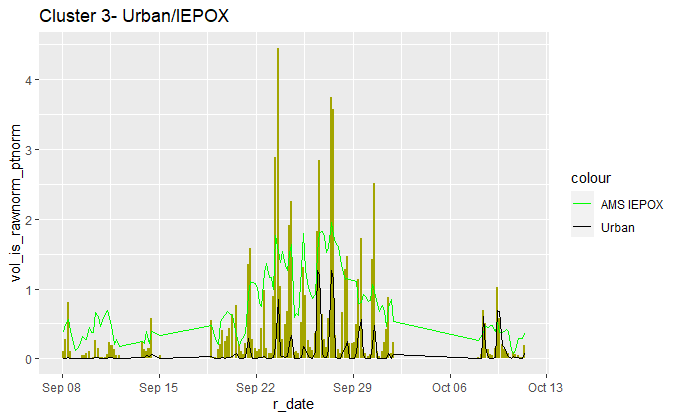 Cluster 3- Urban/IEPOX
vol_is_rawnorm_ptnorm
4
3
2
1
0
Sep 08 Sep 15 Sep 22 Sep 29 Oct 06 Oct 13
r_date
colour
AMS IEPOX
Urban